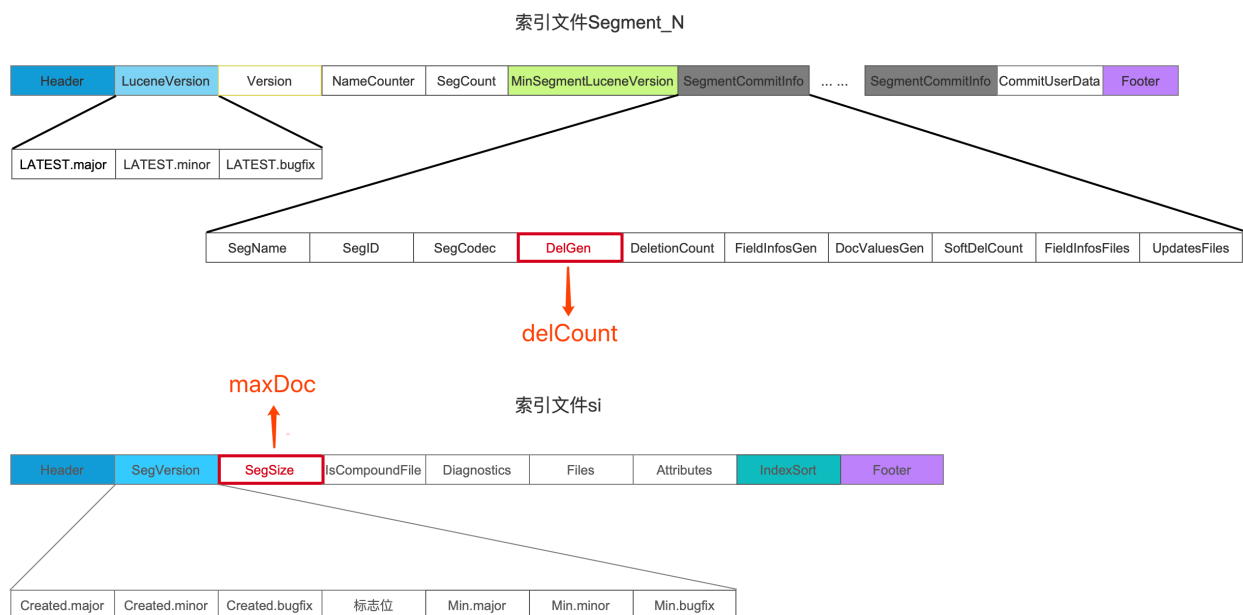 索引文件Segment_N
Header LuceneVersion Version NameCounter SegCount MinSegmentLuceneVersion SegmentCommitInfo ... ... SegmentCommitInfo CommitUserData Footer
LATEST.major LATEST.minor LATEST.bugfix
SegName SegID SegCodec DelGen DeletionCount FieldInfosGen DocValuesGen SoftDelCount FieldInfosFiles UpdatesFiles
delCount
maxDoc
索引文件si
Header SegVersion SegSize IsCompoundFile Diagnostics Files Attributes IndexSort Footer
Created.major Created.minor Created.bugfix 标志位 Min.major Min.minor Min.bugfix